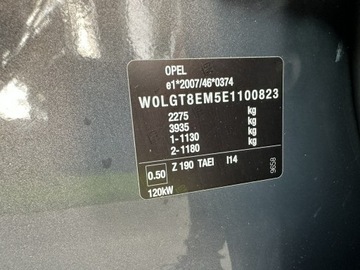 OPEL
e1*2007/46*0374
W0LGT8EM5E1100823
2275 kg
3935 kg
1-1130 kg
2-1180 kg
0.50 Z 190 TAEI I14
120kW
9658